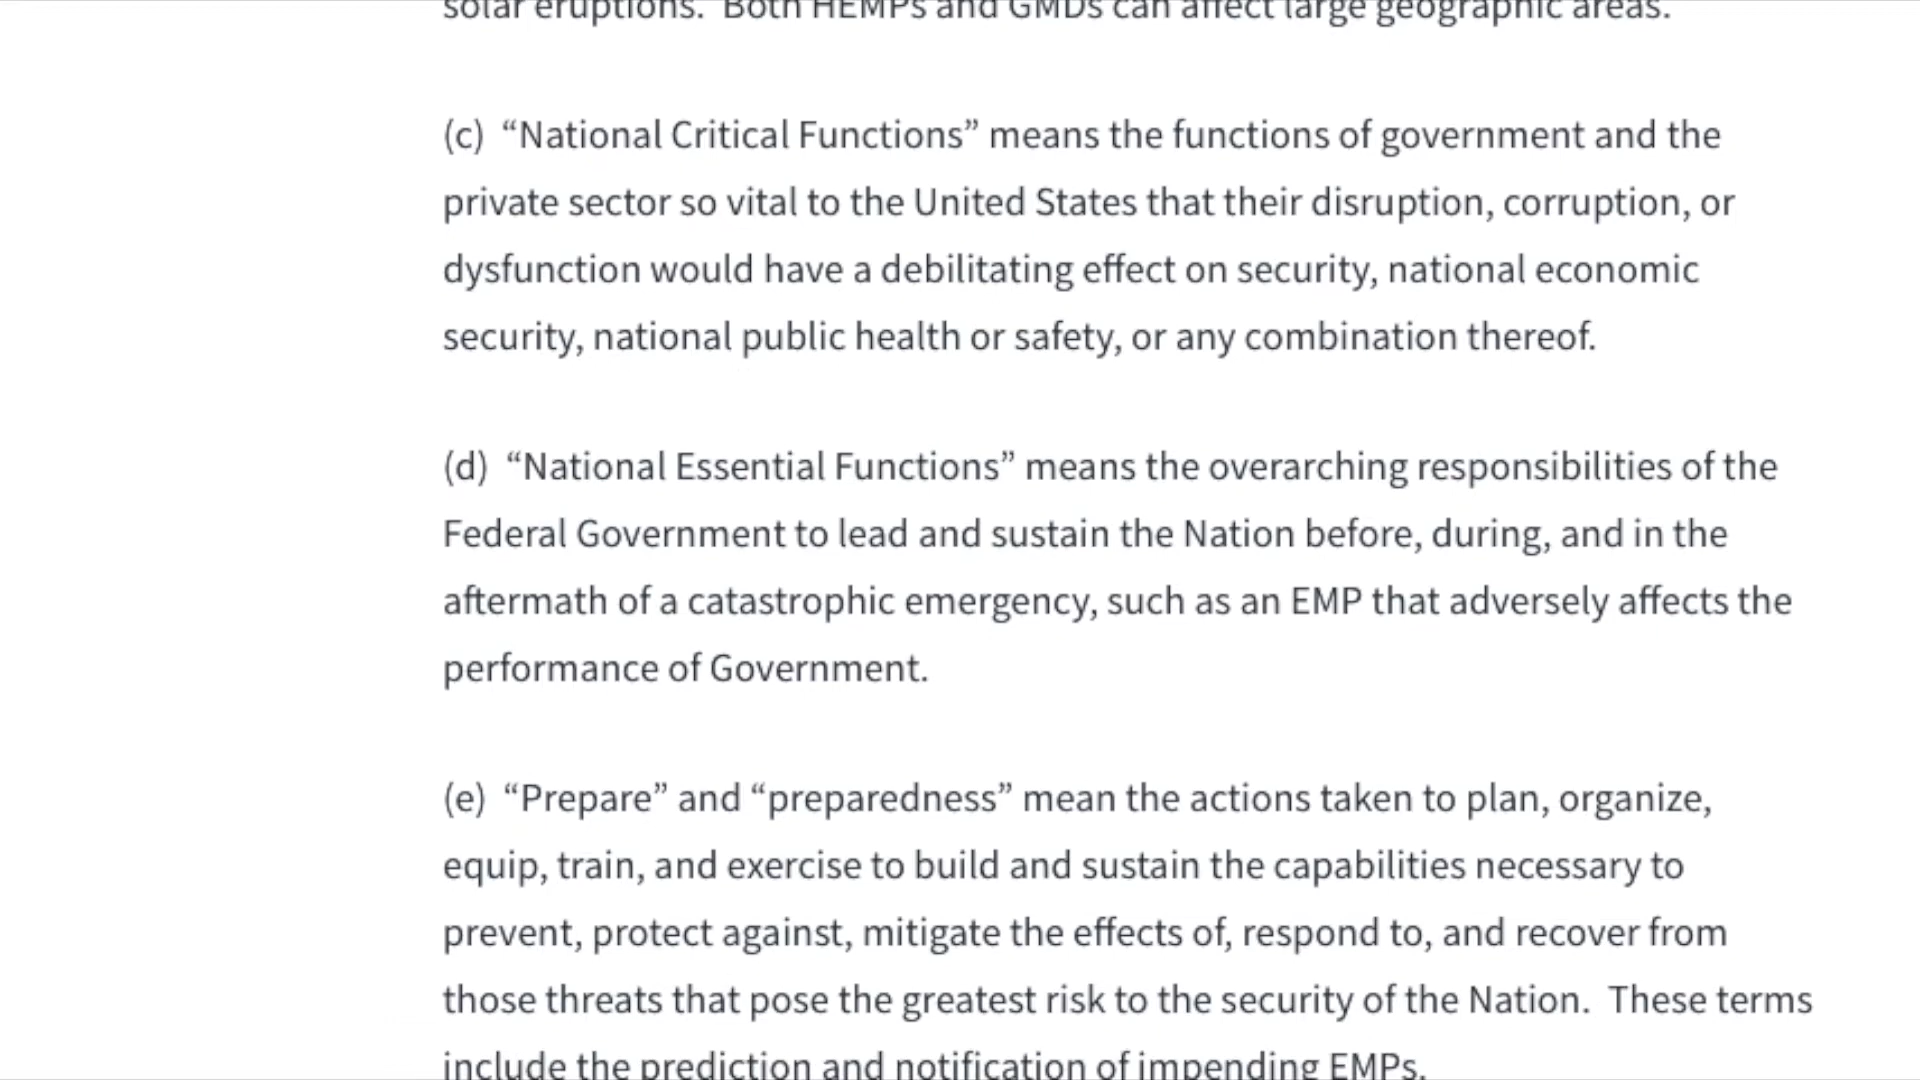 solar eruptions.  Both HEMPs and GMDs can affect large geographic areas.
(c)  “National Critical Functions” means the functions of government and the
private sector so vital to the United States that their disruption, corruption, or
dysfunction would have a debilitating effect on security, national economic
security, national public health or safety, or any combination thereof.
(d)  “National Essential Functions” means the overarching responsibilities of the
Federal Government to lead and sustain the Nation before, during, and in the
aftermath of a catastrophic emergency, such as an EMP that adversely affects the
performance of Government.
(e)  “Prepare” and “preparedness” mean the actions taken to plan, organize,
equip, train, and exercise to build and sustain the capabilities necessary to
prevent, protect against, mitigate the effects of, respond to, and recover from
those threats that pose the greatest risk to the security of the Nation.  These terms
include the prediction and notification of impending EMPs.